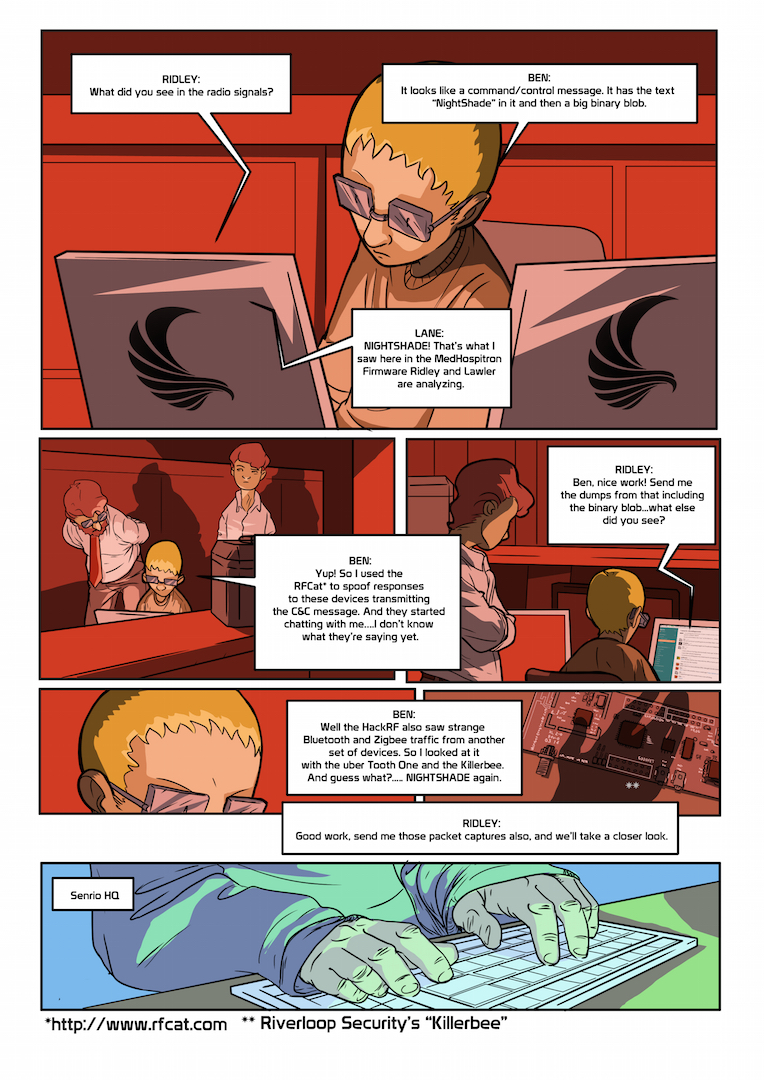 RIDLEY:
What did you see in the radio signals?
BEN:
It looks like a command/control message. It has the text
"NightShade" in it and then a big binary blob.
LANE:
NIGHTSHADE! That's what I
saw here in the MedHospitron
Firmware Ridley and Lawler
are analyzing.
BEN:
Yup! So I used the
RFCat* to spoof responses
to these devices transmitting
the C&C message. And they started
chatting with me....I don't know
what they're saying yet.
RIDLEY:
Ben, nice work! Send me
the dumps from that including
the binary blob...what else
did you see?
BEN:
Well the HackRF also saw strange
Bluetooth and Zigbee traffic from another
set of devices. So I looked at it
with the uber Tooth One and the Killerbee.
And guess what?..... NIGHTSHADE again.
**
RIDLEY:
Good work, send me those packet captures also, and we'll take a closer look.
Senrio HQ
*http://www.rfcat.com ** Riverloop Security's "Killerbee"